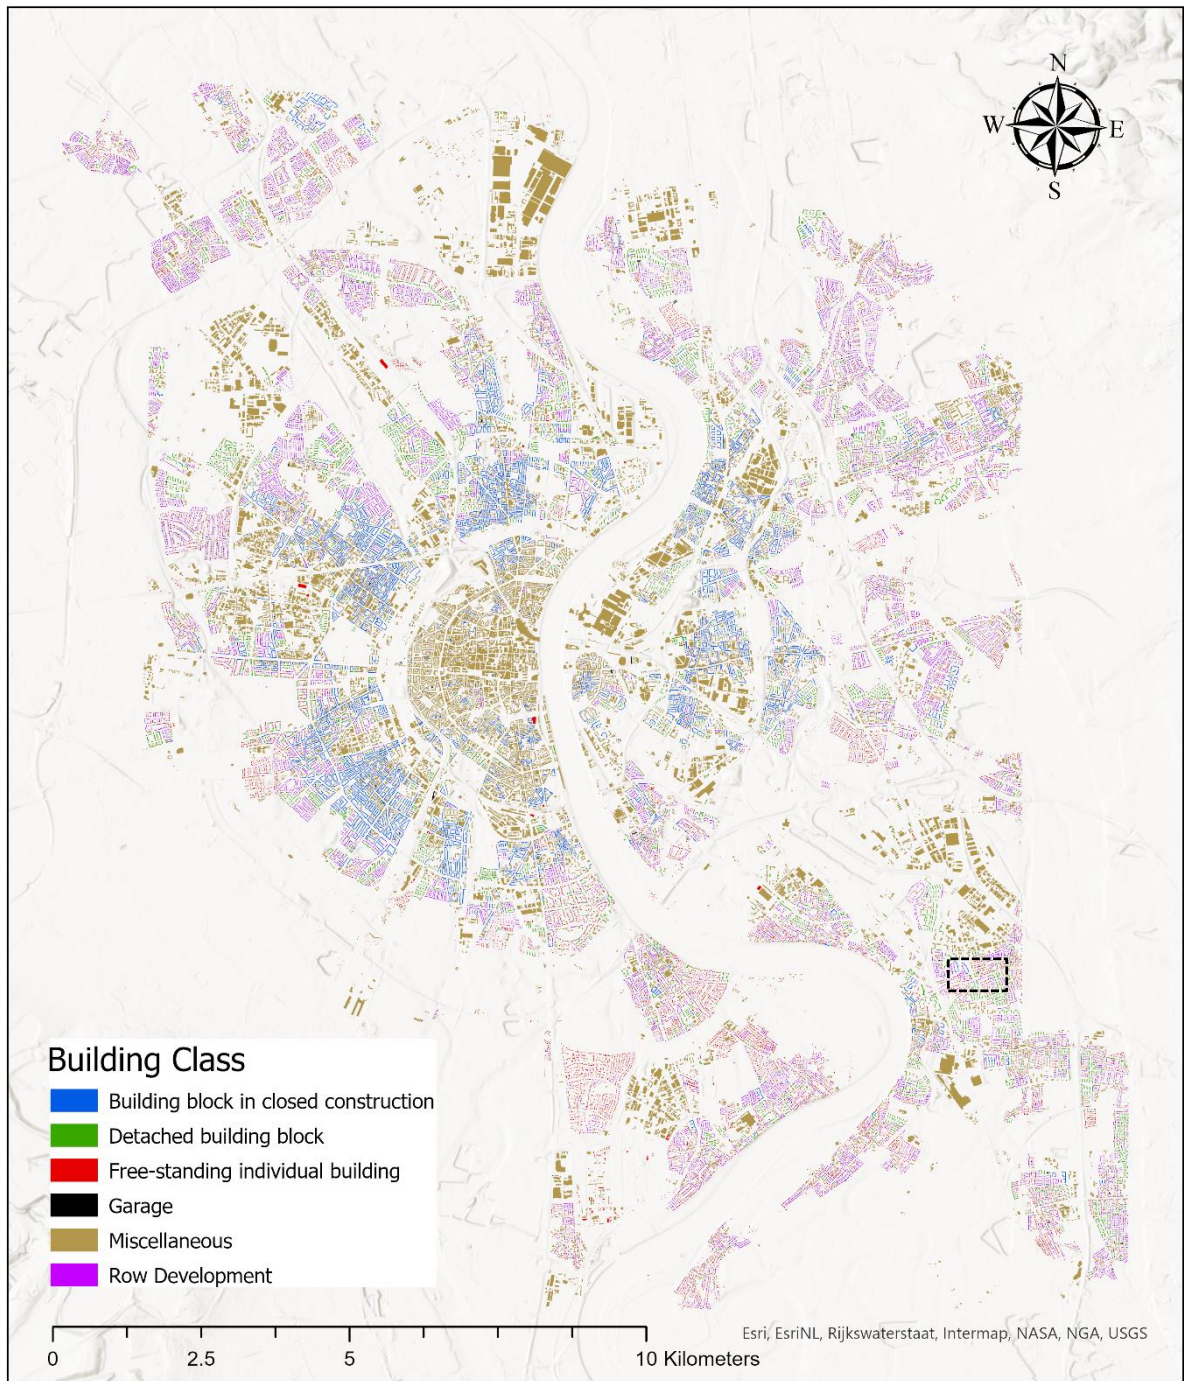 N
W E
S
Building Class
Building block in closed construction
Detached building block
Free-standing individual building
Garage
Miscellaneous
Row Development
Esri, EsriNL, Rijkswaterstaat, Intermap, NASA, NGA, USGS
0 2.5 5 10 Kilometers